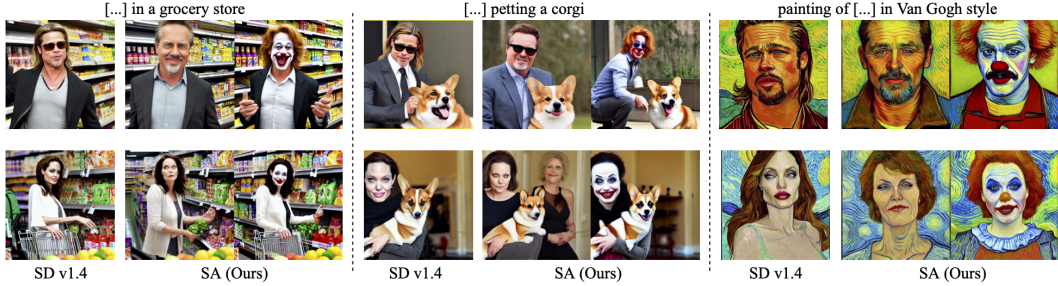 [...] in a grocery store
[...] petting a corgi
painting of [...] in Van Gogh style
SD v1.4
SA (Ours)
SD v1.4
SA (Ours)
SD v1.4
SA (Ours)